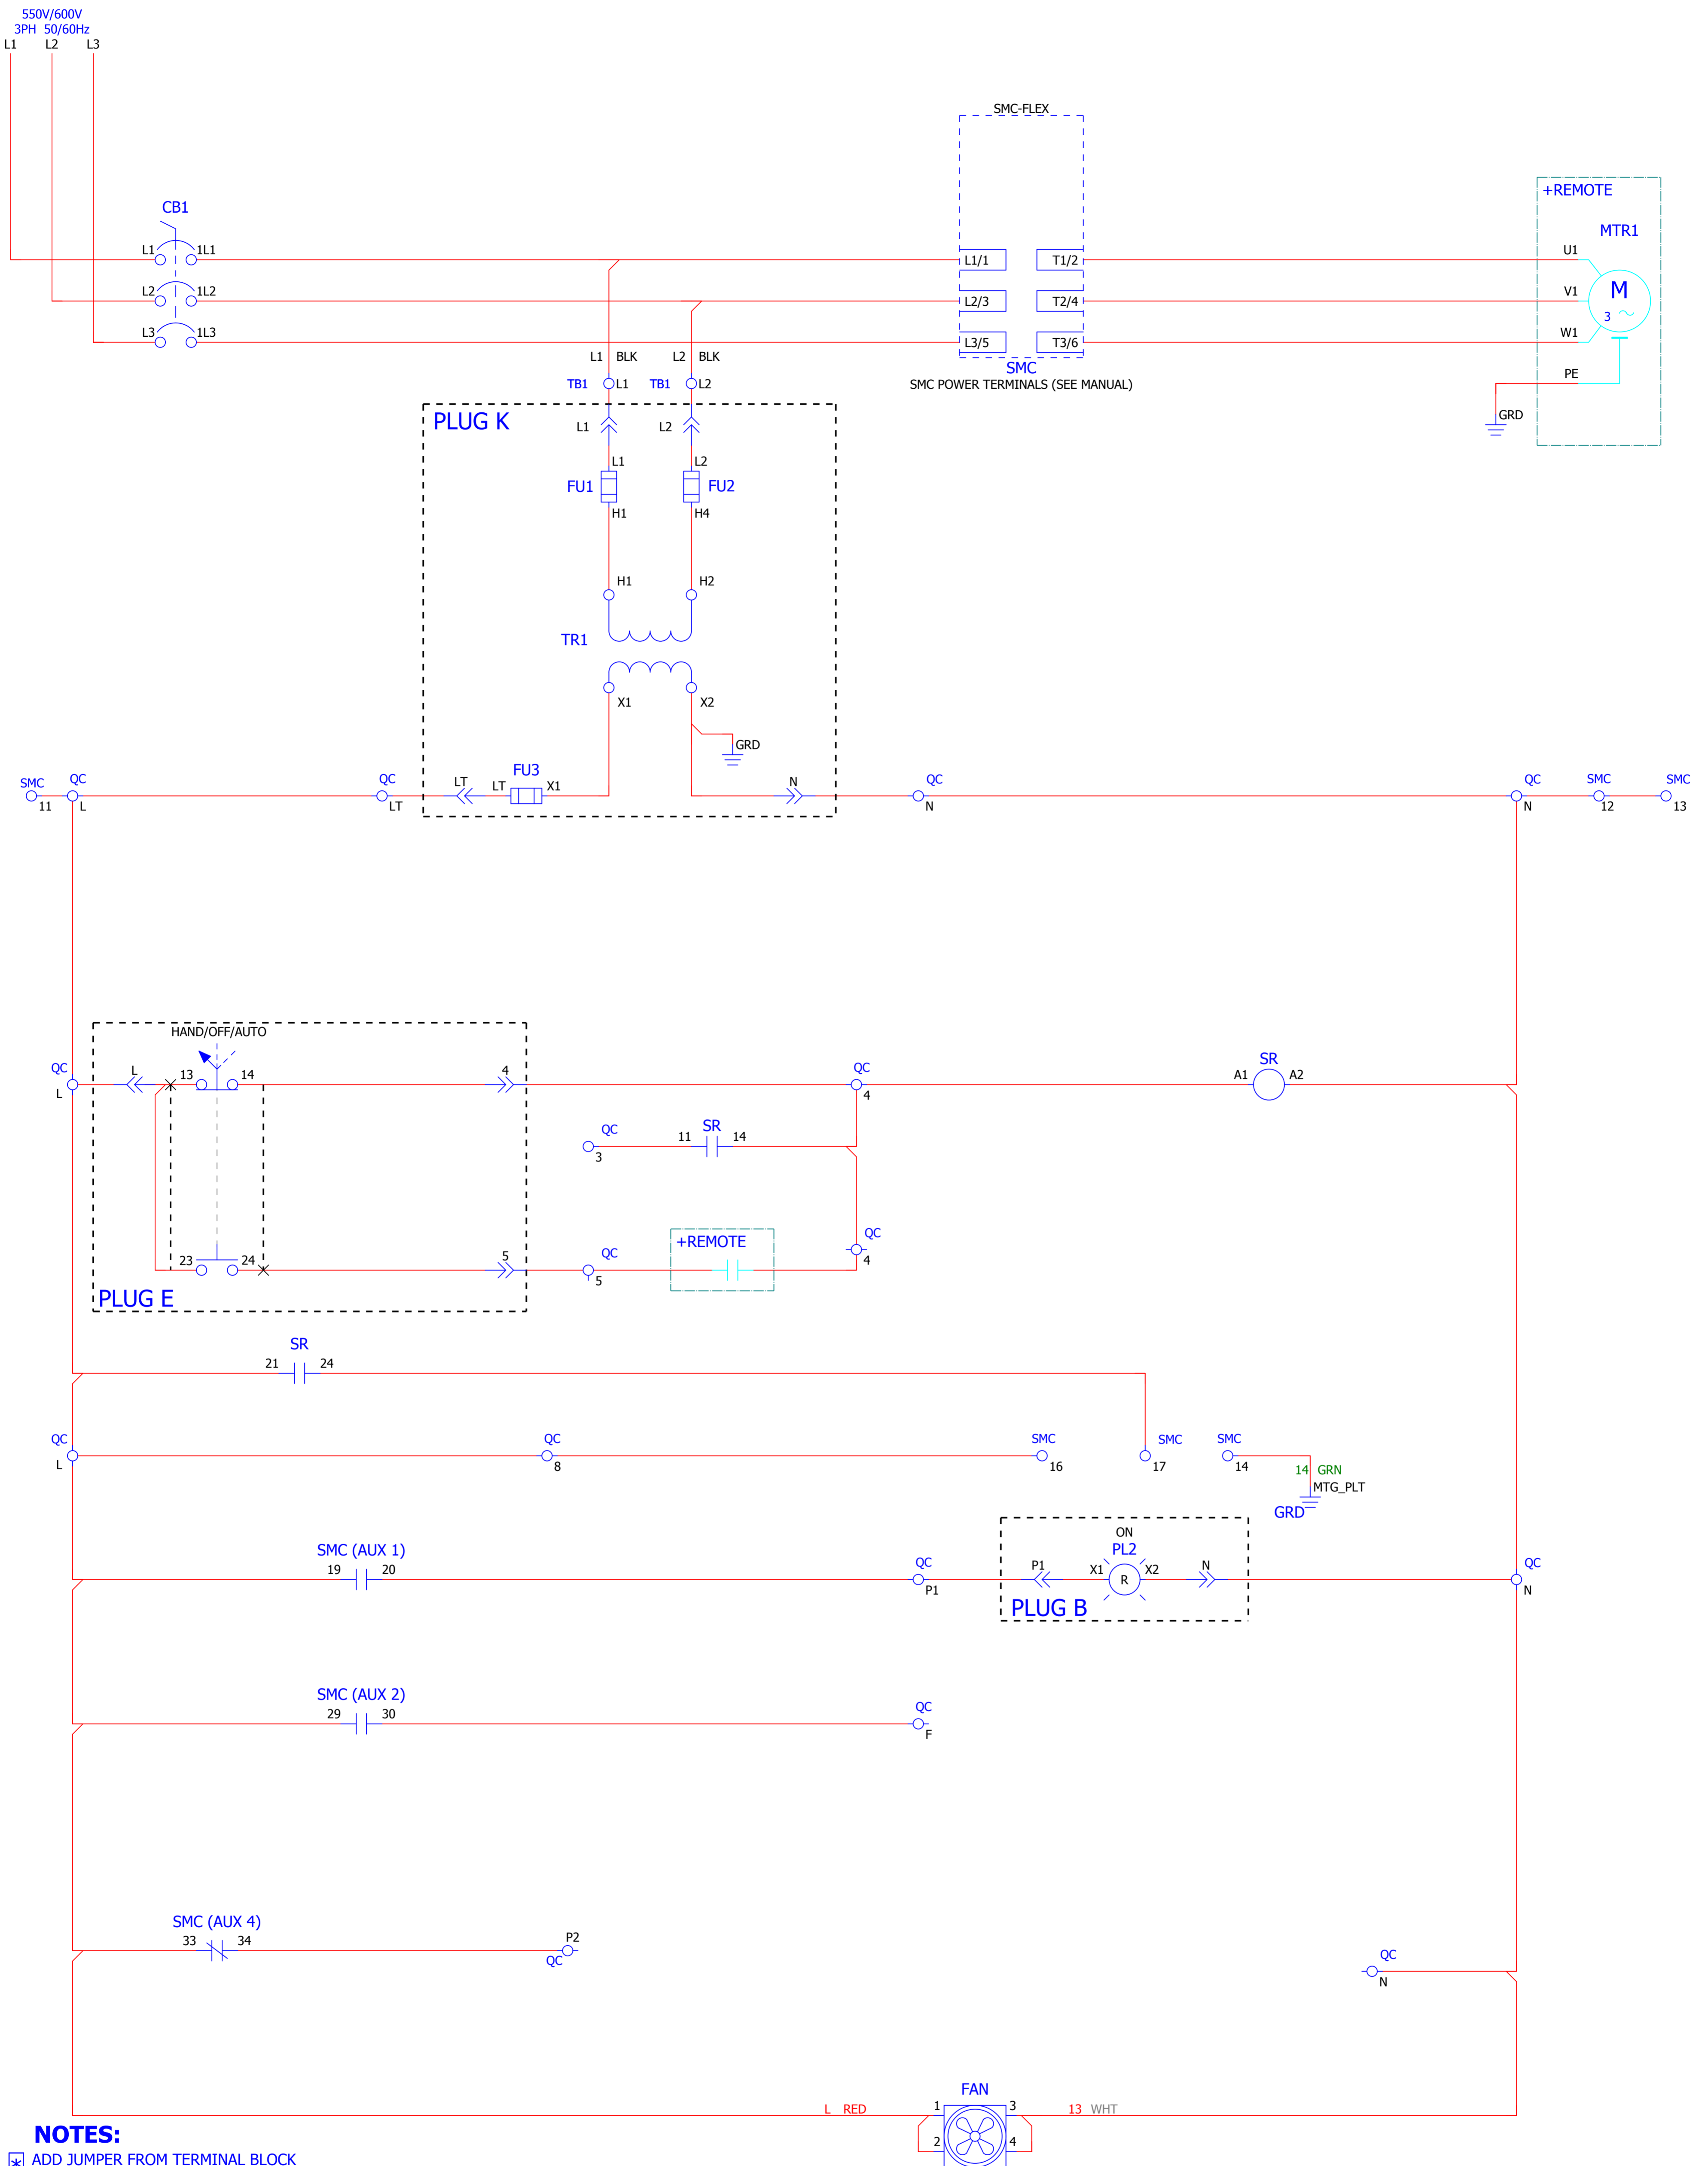 550V/600V
3PH 50/60Hz
L1 L2 L3
SMC-FLEX
+REMOTE
CB1
MTR1
L1 1L1 L1/1 T1/2 U1
L2 1L2 L2/3 T2/4 V1
M
3
L3 1L3 L3/5 T3/6 W1
L1 BLK L2 BLK
SMC
SMC POWER TERMINALS (SEE MANUAL)
PE
TB1 L1 TB1 L2
GRD
PLUG K
L1 L2
L1 L2
FU1 FU2
H1 H4
H1 H2
TR1
X1 X2
GRD
SMC QC QC LT LT FU3 X1 N QC QC SMC SMC
11 L LT N N 12 13
HAND/OFF/AUTO
QC L 13 14 4 QC A1 SR A2
L 4
QC 11 SR 14
3
+REMOTE
QC
23 24 5 QC 4
5
PLUG E
SR
21 24
QC QC SMC SMC SMC
L 8 16 17 14
14 GRN
MTG_PLT
GRD
ON
SMC (AUX 1) PL2
19 20 QC P1 X1 R X2 N QC
P1 N
PLUG B
SMC (AUX 2)
29 30 QC
F
SMC (AUX 4)
33 34 P2
QC QC
N
FAN
L RED 1 3 13 WHT
2 4
NOTES:
* ADD JUMPER FROM TERMINAL BLOCK